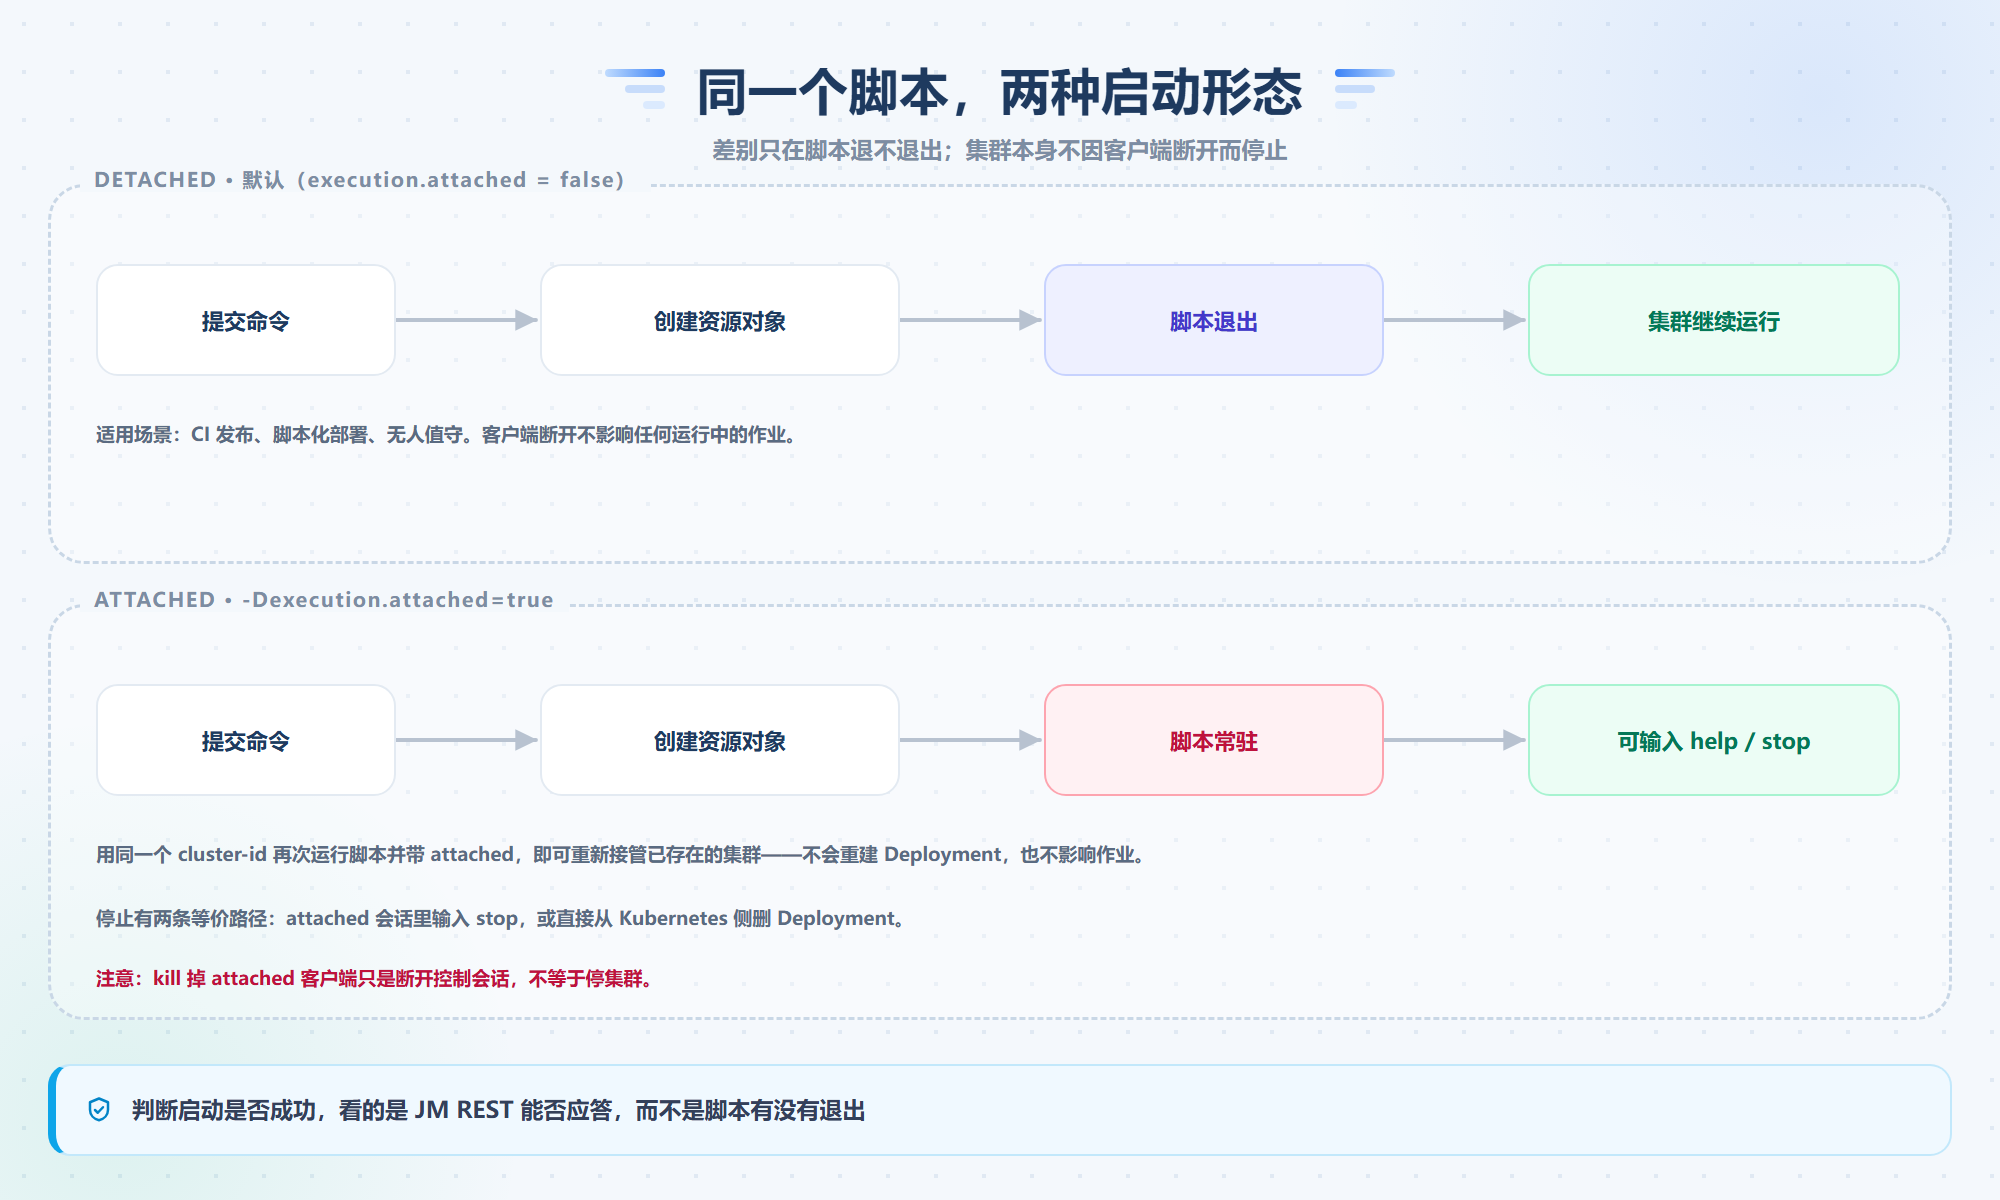 同一个脚本，两种启动形态
差别只在脚本退不退出；集群本身不因客户端断开而停止
DETACHED · 默认（execution.attached = false）
提交命令
创建资源对象
脚本退出
集群继续运行
适用场景：CI 发布、脚本化部署、无人值守。客户端断开不影响任何运行中的作业。
ATTACHED · -Dexecution.attached=true
提交命令
创建资源对象
脚本常驻
可输入 help / stop
用同一个 cluster-id 再次运行脚本并带 attached，即可重新接管已存在的集群——不会重建 Deployment，也不影响作业。
停止有两条等价路径：attached 会话里输入 stop，或直接从 Kubernetes 侧删 Deployment。
注意：kill 掉 attached 客户端只是断开控制会话，不等于停集群。
判断启动是否成功，看的是 JM REST 能否应答，而不是脚本有没有退出